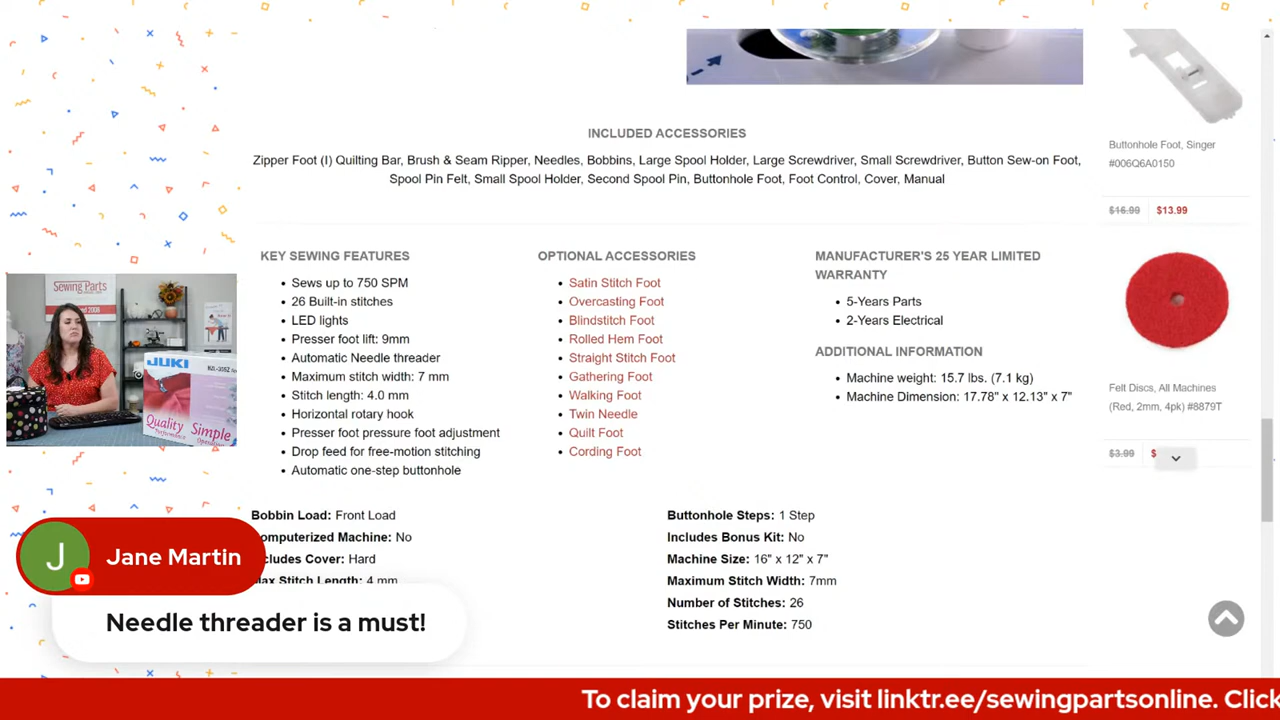 INCLUDED ACCESSORIES
Zipper Foot (I) Quilting Bar, Brush & Seam Ripper, Needles, Bobbins, Large Spool Holder, Large Screwdriver, Small Screwdriver, Button Sew-on Foot,
Spool Pin Felt, Small Spool Holder, Second Spool Pin, Buttonhole Foot, Foot Control, Cover, Manual
KEY SEWING FEATURES
Sews up to 750 SPM
26 Built-in stitches
LED lights
Presser foot lift: 9mm
Automatic Needle threader
Maximum stitch width: 7 mm
Stitch length: 4.0 mm
Horizontal rotary hook
Presser foot pressure foot adjustment
Drop feed for free-motion stitching
Automatic one-step buttonhole
OPTIONAL ACCESSORIES
Satin Stitch Foot
Overcasting Foot
Blindstitch Foot
Rolled Hem Foot
Straight Stitch Foot
Gathering Foot
Walking Foot
Twin Needle
Quilt Foot
Cording Foot
MANUFACTURER'S 25 YEAR LIMITED
WARRANTY
5-Years Parts
2-Years Electrical
ADDITIONAL INFORMATION
Machine weight: 15.7 lbs. (7.1 kg)
Machine Dimension: 17.78" x 12.13" x 7"
Bobbin Load: Front Load
Computerized Machine: No
Includes Cover: Hard
Max Stitch Length: 4 mm
Buttonhole Steps: 1 Step
Includes Bonus Kit: No
Machine Size: 16" x 12" x 7"
Maximum Stitch Width: 7mm
Number of Stitches: 26
Stitches Per Minute: 750
Buttonhole Foot, Singer
#006Q6A0150
$16.99 $13.99
Felt Discs, All Machines
(Red, 2mm, 4pk) #8879T
$3.99 $
Sewing Parts
JUKI
Quality
Performance
Simple
J
Jane Martin
Needle threader is a must!
To claim your prize, visit linktr.ee/sewingpartsonline. Click